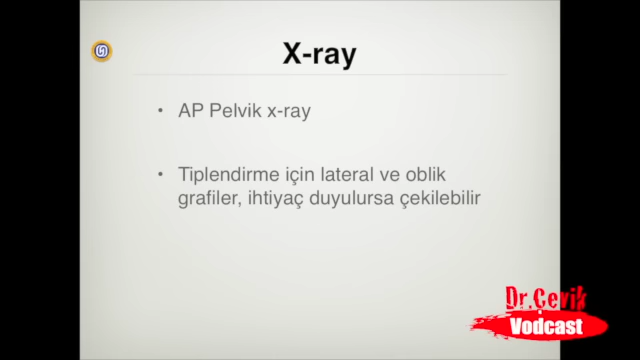 X-ray
• AP Pelvik x-ray
• Tiplendirme için lateral ve oblik
grafiler, ihtiyaç duyulursa çekilebilir
Dr.Çevik
Vodcast